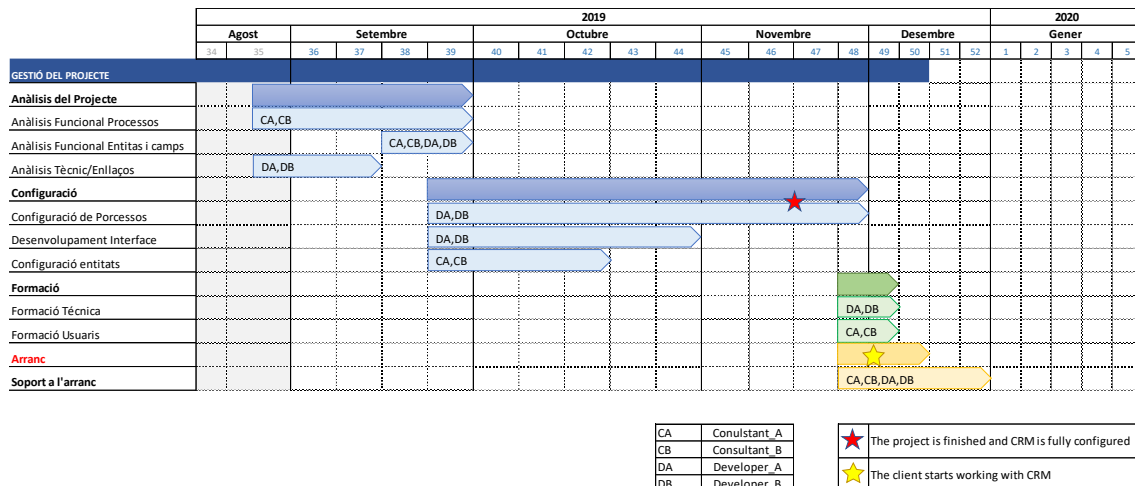 2019 2020
Agost Setembre Octubre Novembre Desembre Gener
34 35 36 37 38 39 40 41 42 43 44 45 46 47 48 49 50 51 52 1 2 3 4 5
GESTIÓ DEL PROJECTE
Anàlisis del Projecte
Anàlisis Funcional Processos CA,CB
Anàlisis Funcional Entitas i camps CA,CB,DA,DB
Anàlisis Tècnic/Enllaços DA,DB
Configuració
Configuració de Porcessos DA,DB
Desenvolupament Interface DA,DB
Configuració entitats CA,CB
Formació
Formació Técnica DA,DB
Formació Usuaris CA,CB
Arranc
Soport a l'arranc CA,CB,DA,DB
CA Conulstant_A
CB Consultant_B
DA Developer_A
DB Developer_B
The project is finished and CRM is fully configured
The client starts working with CRM